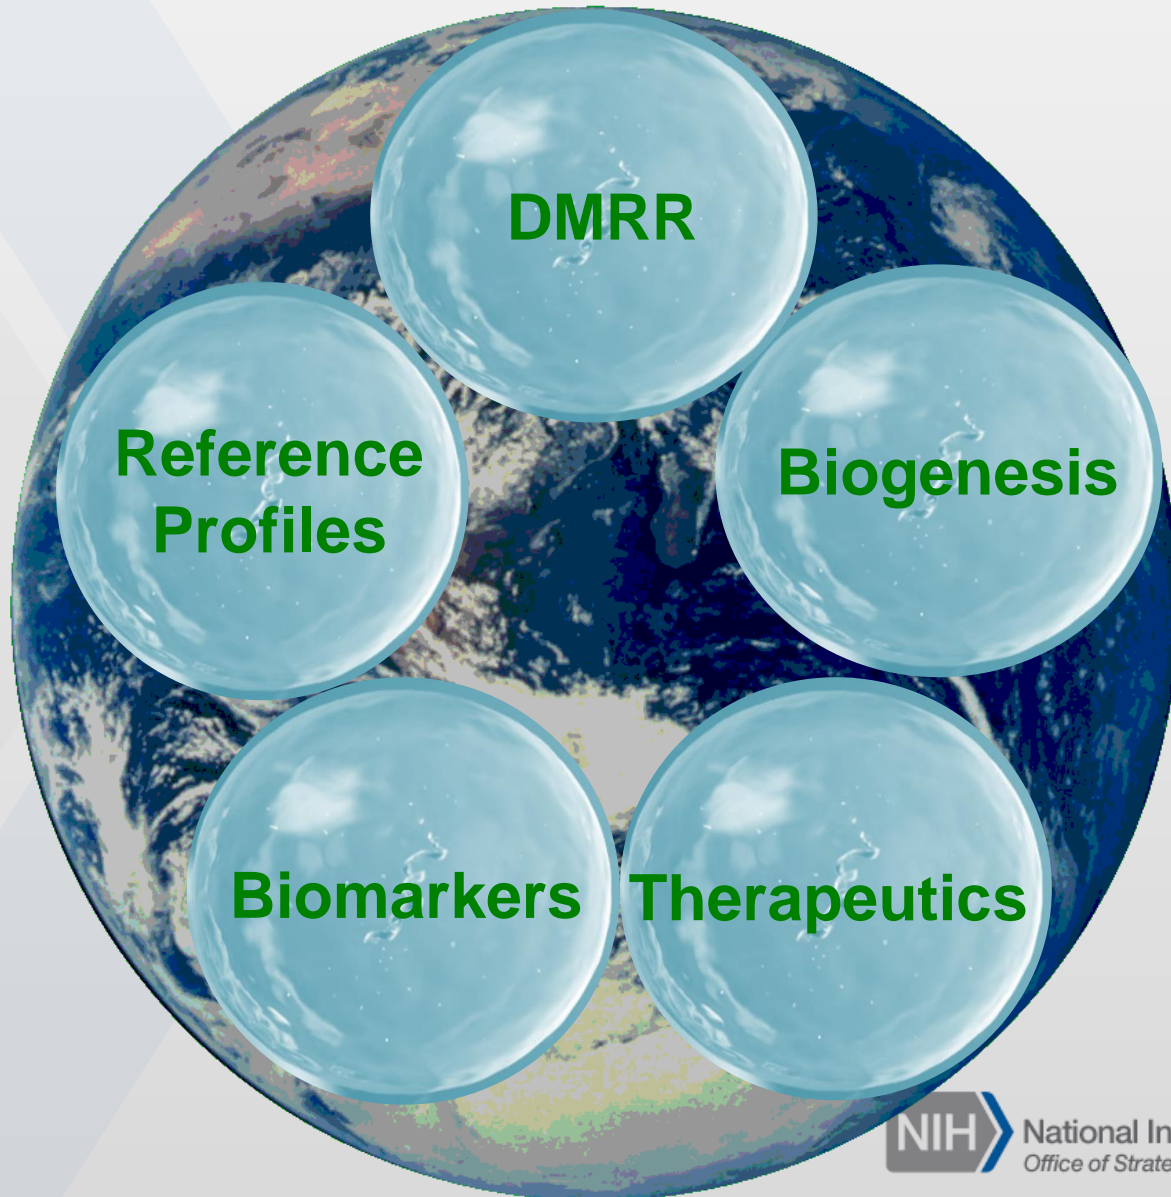 DMRR
Reference
Profiles
Biogenesis
Biomarkers
Therapeutics
NIH
National In
Office of Strate